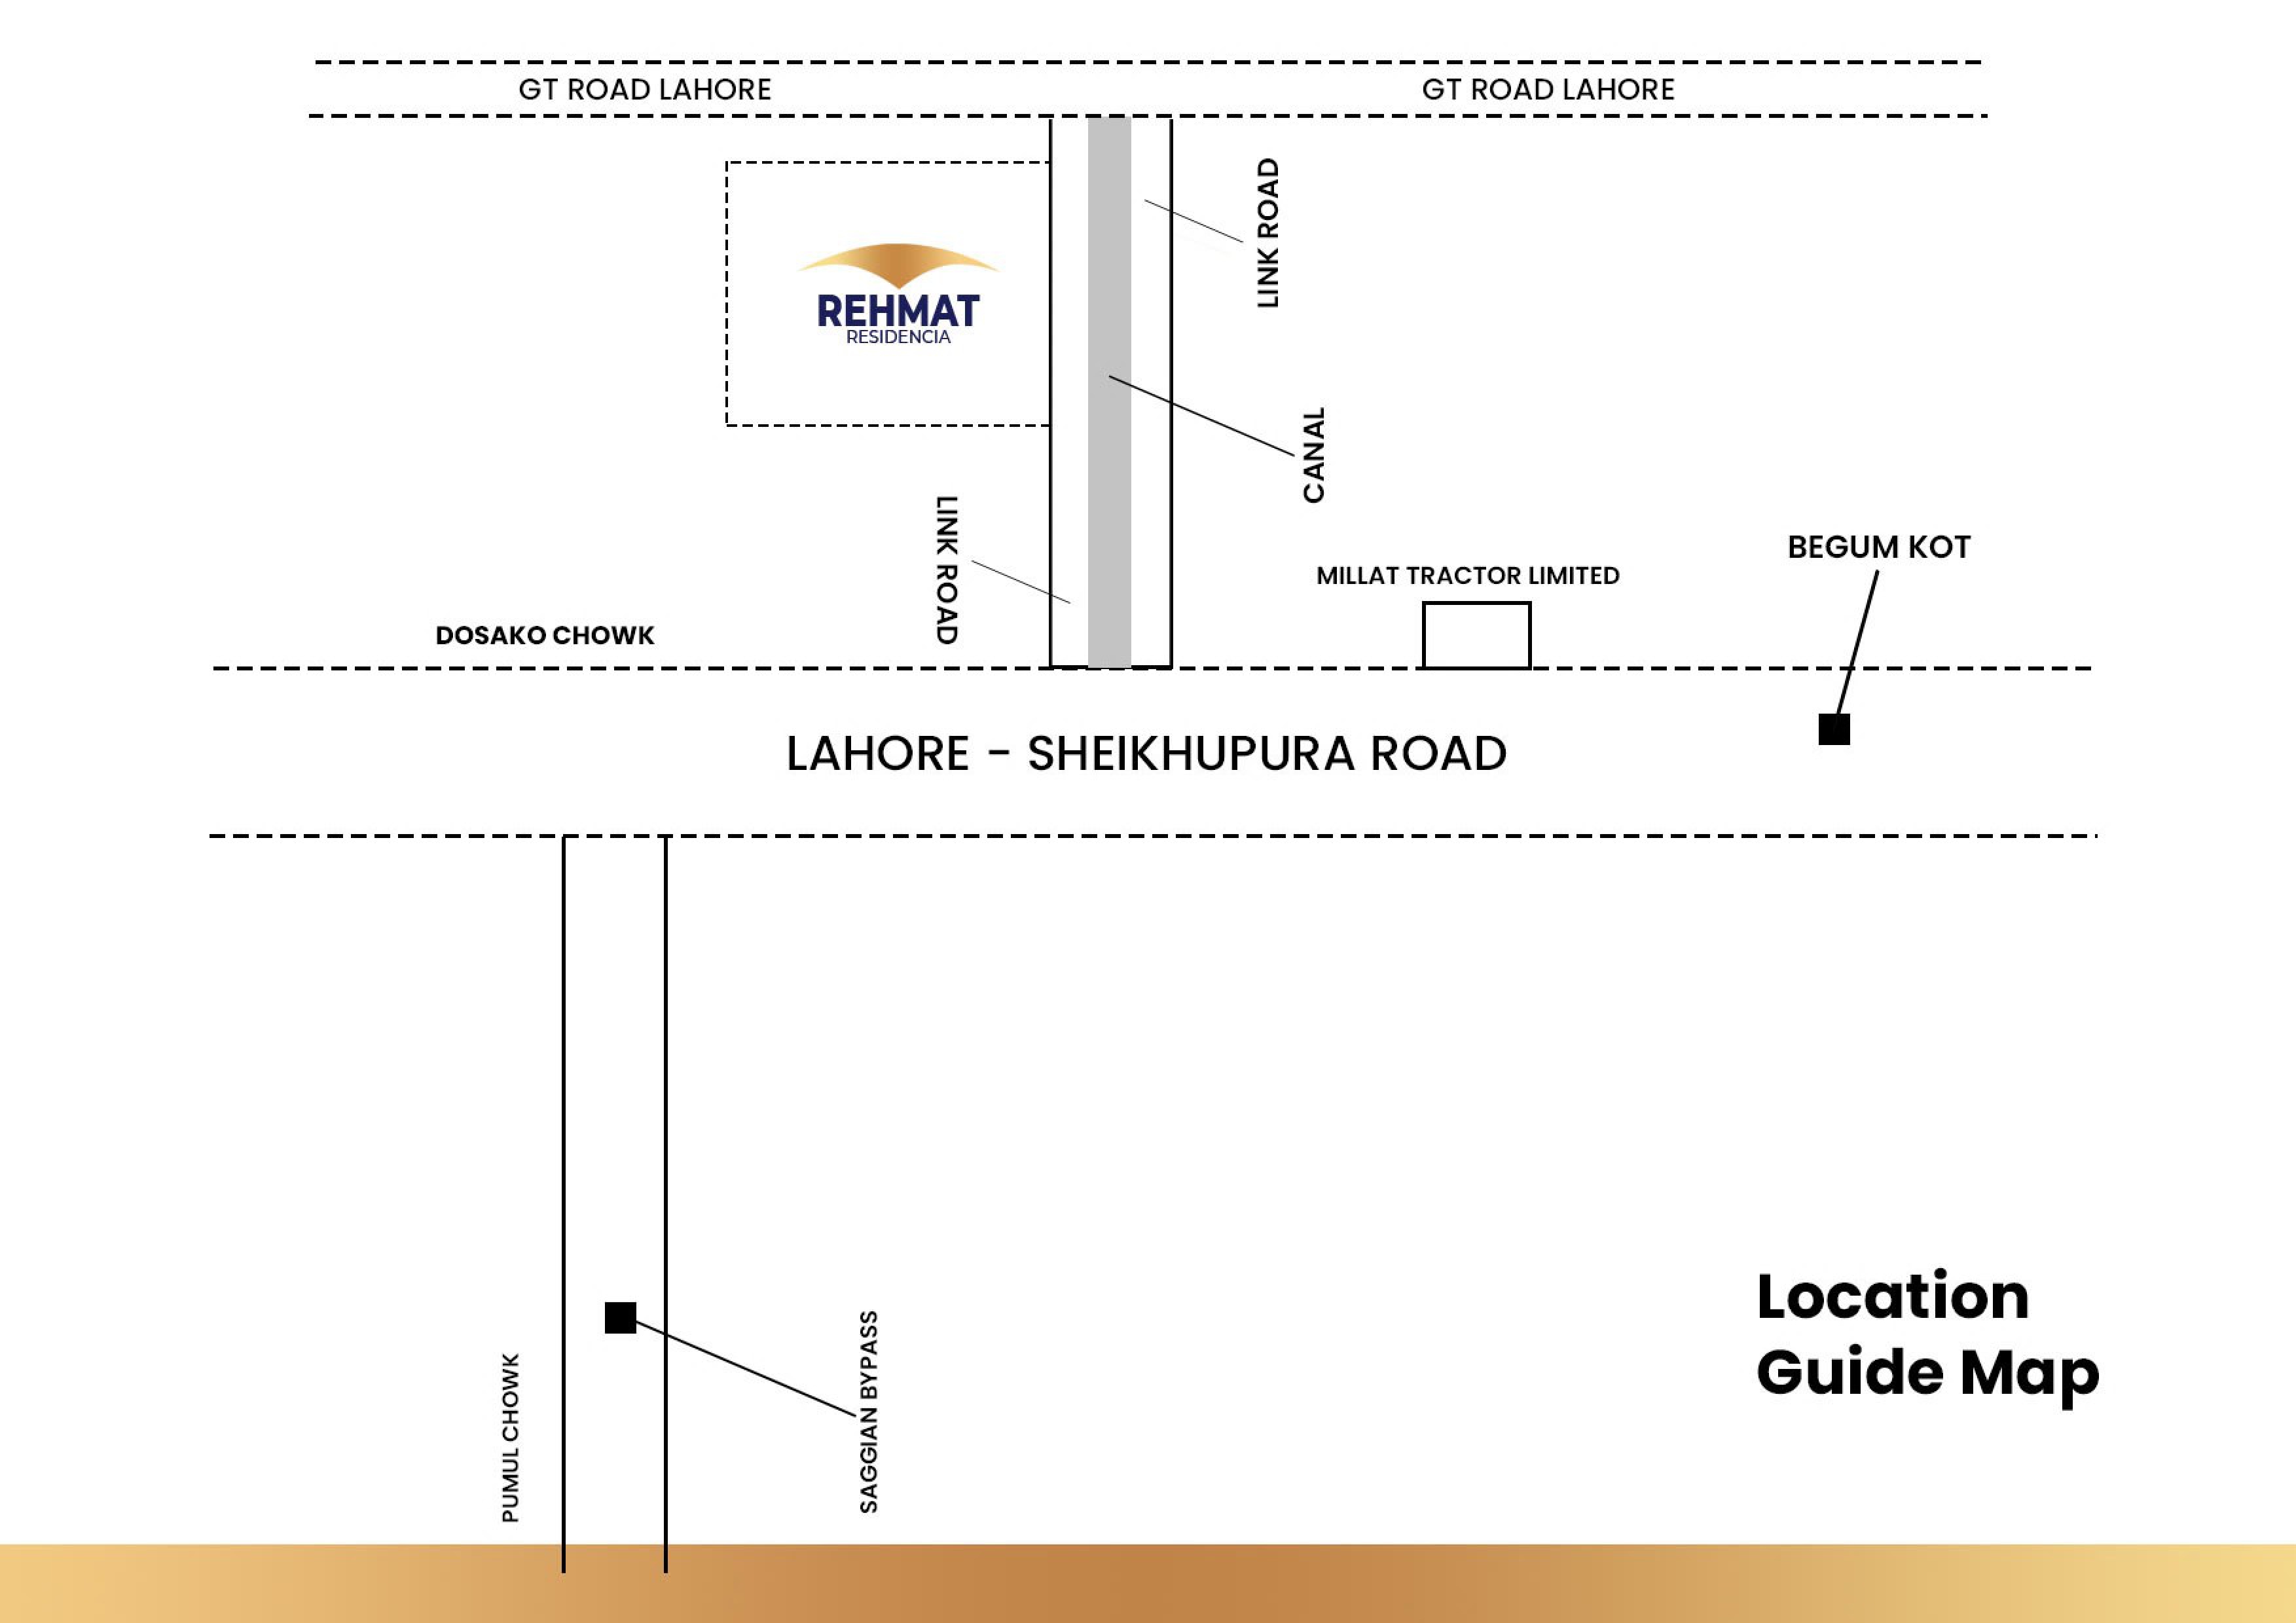 GT ROAD LAHORE
GT ROAD LAHORE
LINK ROAD
REHMAT
RESIDENCIA
CANAL
LINK ROAD
BEGUM KOT
MILLAT TRACTOR LIMITED
DOSAKO CHOWK
LAHORE - SHEIKHUPURA ROAD
PUMUL CHOWK
SAGGIAN BYPASS
Location
Guide Map